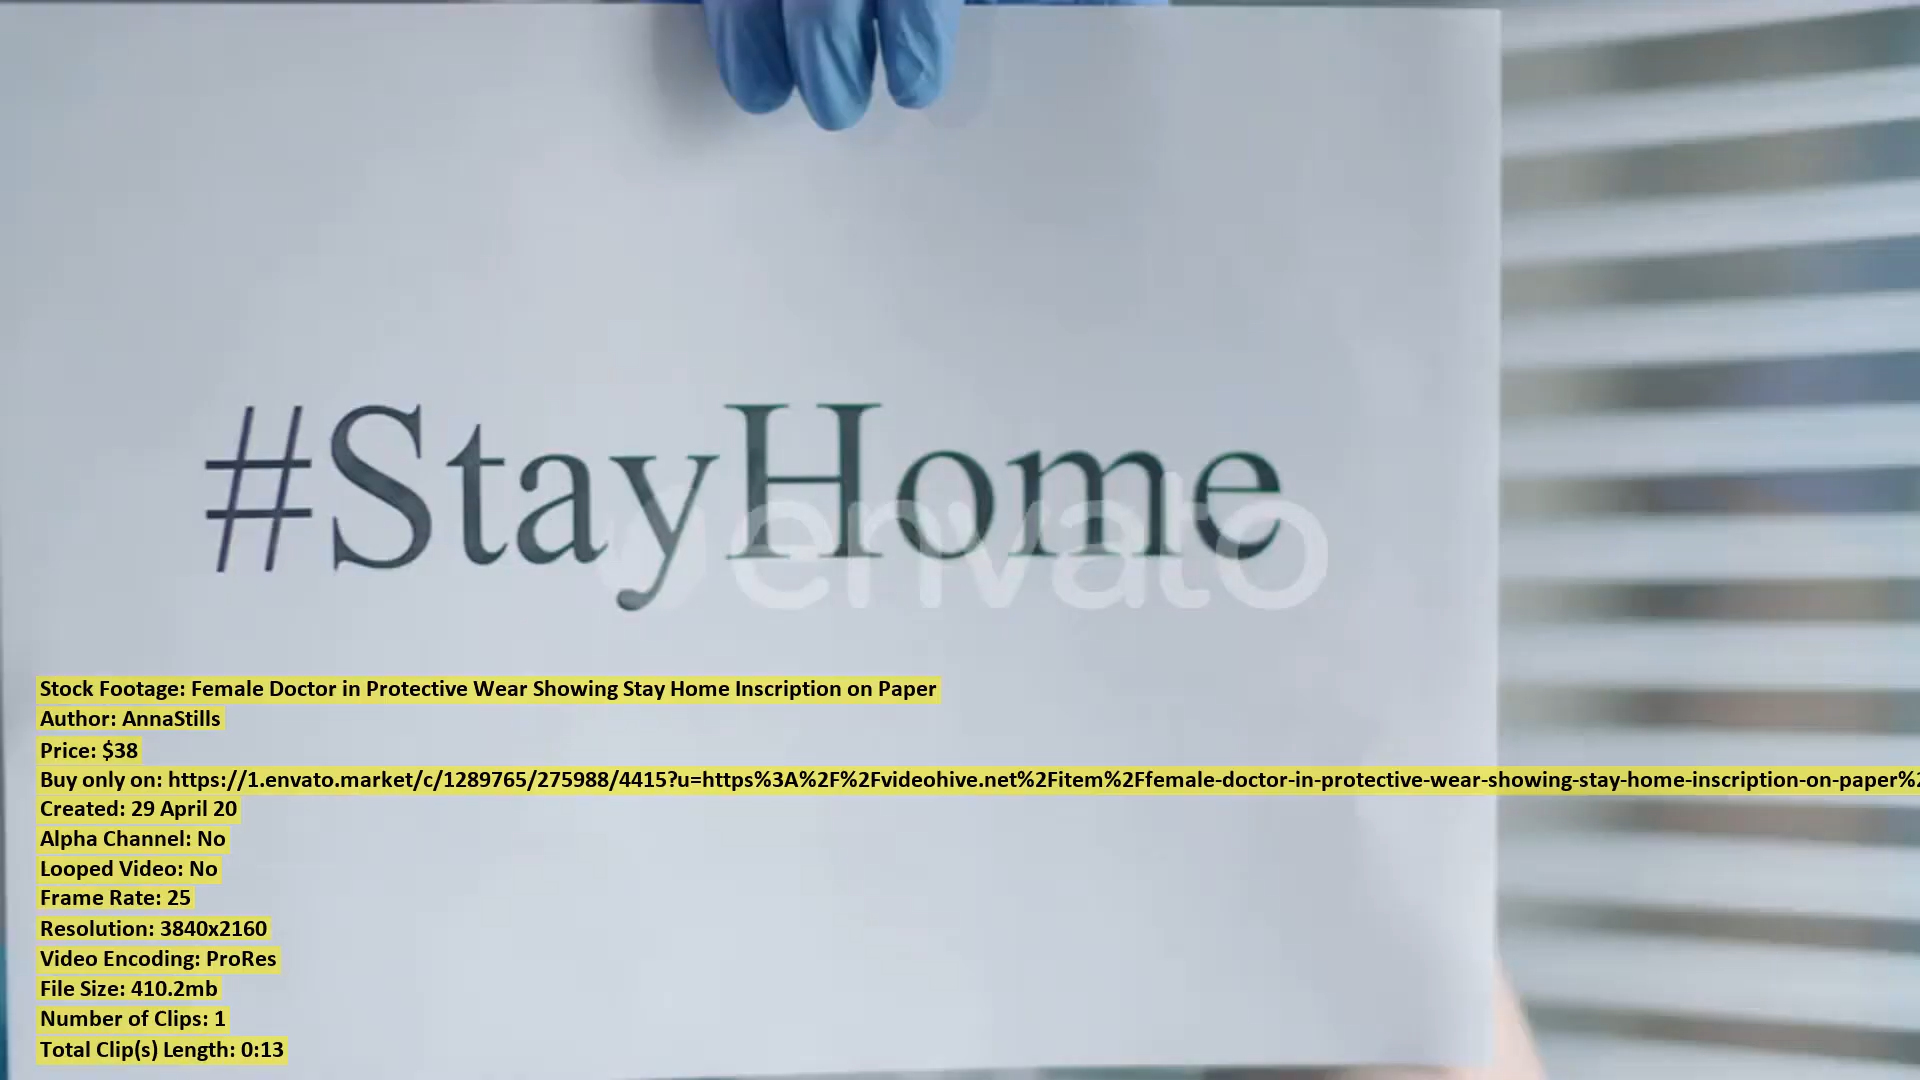 #StayHome
envato
Stock Footage: Female Doctor in Protective Wear Showing Stay Home Inscription on Paper
Author: AnnaStills
Price: $38
Buy only on: https://1.envato.market/c/1289765/275988/4415?u=https%3A%2F%2Fvideohive.net%2Fitem%2Ffemale-doctor-in-protective-wear-showing-stay-home-inscription-on-paper%2
Created: 29 April 20
Alpha Channel: No
Looped Video: No
Frame Rate: 25
Resolution: 3840x2160
Video Encoding: ProRes
File Size: 410.2mb
Number of Clips: 1
Total Clip(s) Length: 0:13